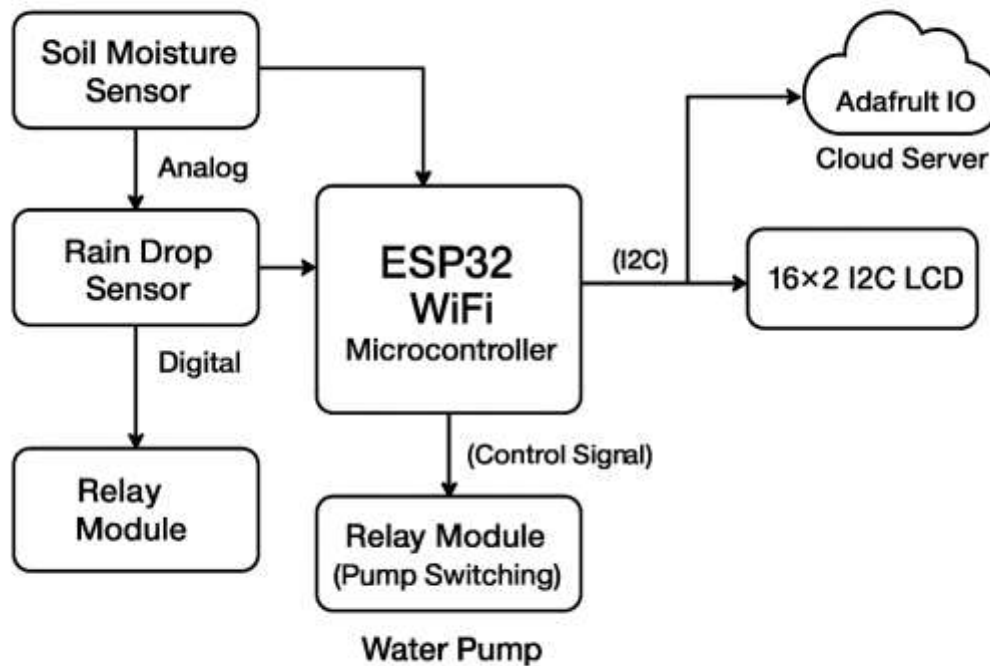 Soil Moisture
Sensor
Analog
Rain Drop
Sensor
Digital
Relay
Module
ESP32
WiFi
Microcontroller
(I2C)
(Control Signal)
Relay Module
(Pump Switching)
Water Pump
Adafruit IO
Cloud Server
16×2 I2C LCD